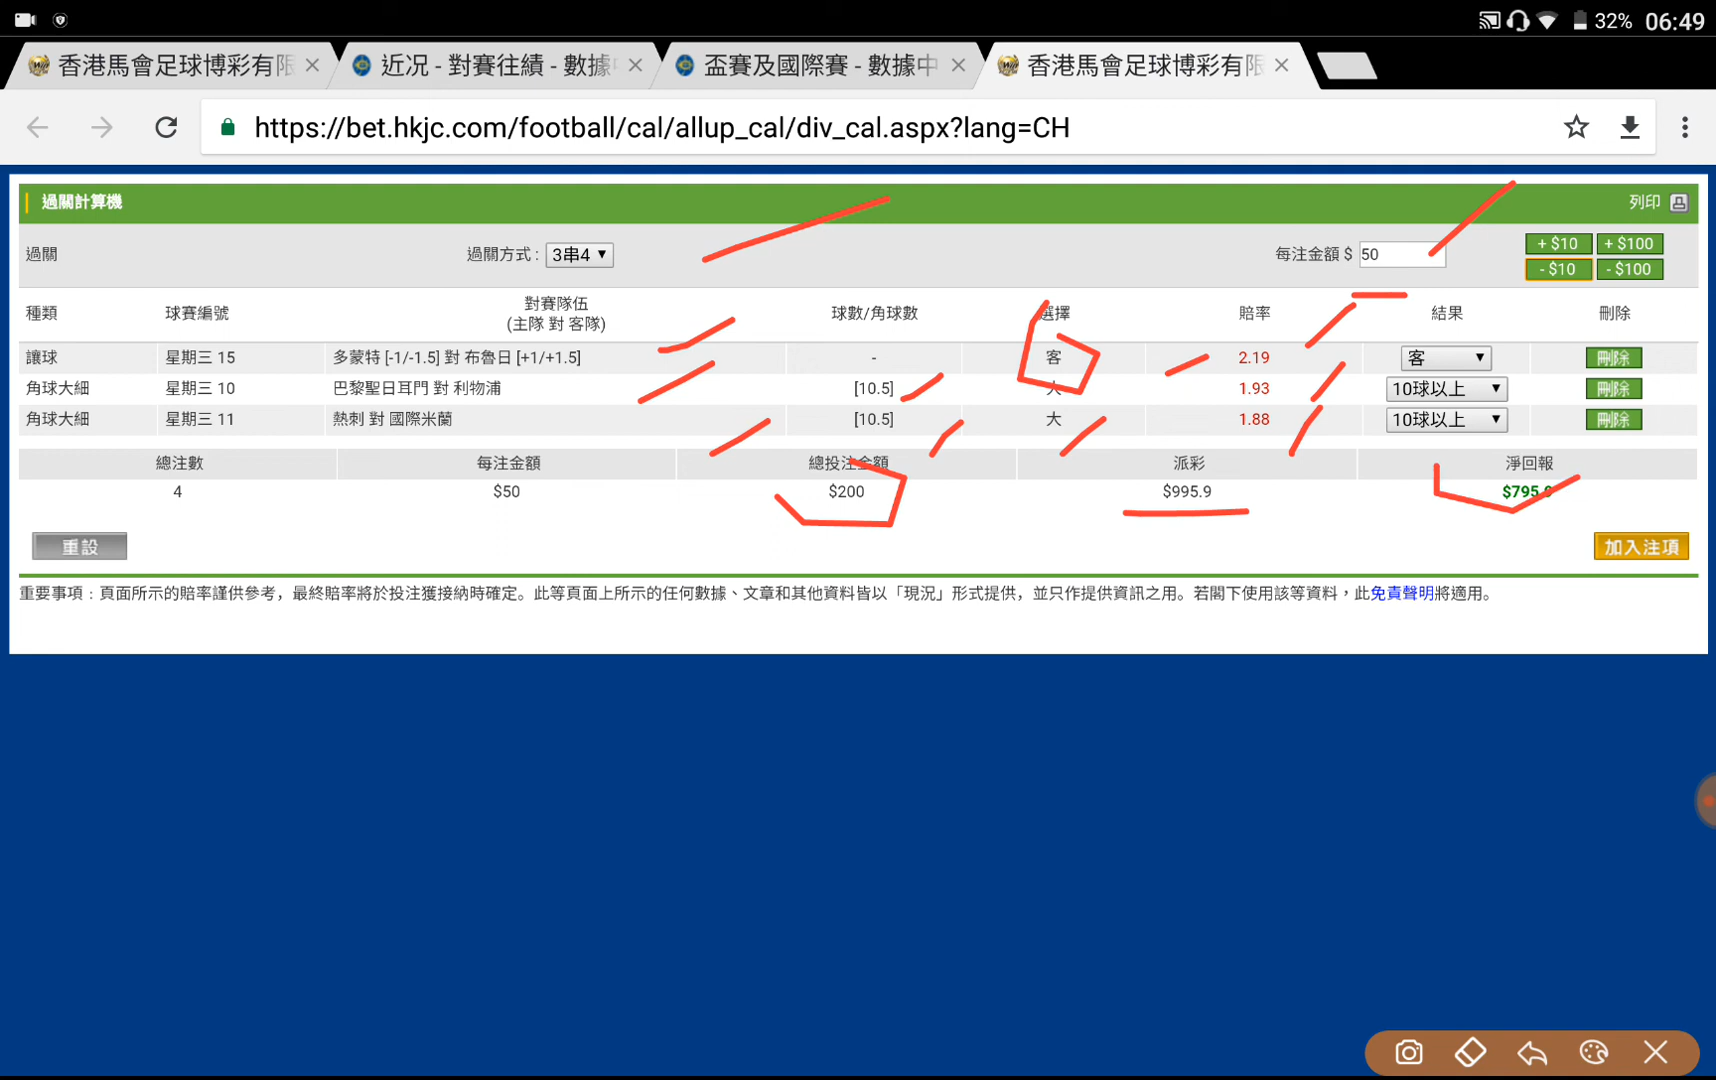 32% 06:49
香港馬會足球博彩有限 近況 - 對賽往績 - 數據中 盃賽及國際賽 - 數據中 香港馬會足球博彩有限
https://bet.hkjc.com/football/cal/allup_cal/div_cal.aspx?lang=CH
過關計算機 列印
過關 過關方式 : 3串4 每注金額 $ 50 + $10 + $100
- $10 - $100
種類 球賽編號 對賽隊伍 球數/角球數 選擇 賠率 結果 刪除
(主隊 對 客隊)
讓球 星期三 15 多蒙特 [-1/-1.5] 對 布魯日 [+1/+1.5] - 客 2.19 客 刪除
角球大細 星期三 10 巴黎聖日耳門 對 利物浦 [10.5] 大 1.93 10球以上 刪除
角球大細 星期三 11 熱刺 對 國際米蘭 [10.5] 大 1.88 10球以上 刪除
總注數 每注金額 總投注金額 派彩 淨回報
4 $50 $200 $995.9 $795.9
重設 加入注項
重要事項 : 頁面所示的賠率謹供參考，最終賠率將於投注獲接納時確定。此等頁面上所示的任何數據、文章和其他資料皆以「現況」形式提供，並只作提供資訊之用。若閣下使用該等資料，此免責聲明將適用。